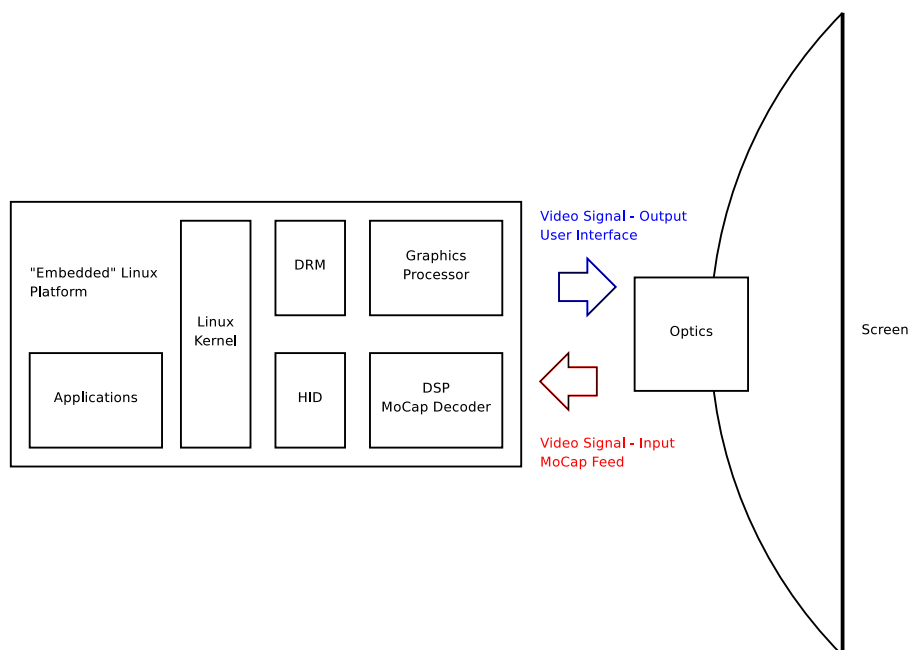 Video Signal - Output
User Interface
"Embedded" Linux
Platform
DRM
Graphics
Processor
Linux
Kernel
Optics
Screen
Applications
HID
DSP
MoCap Decoder
Video Signal - Input
MoCap Feed